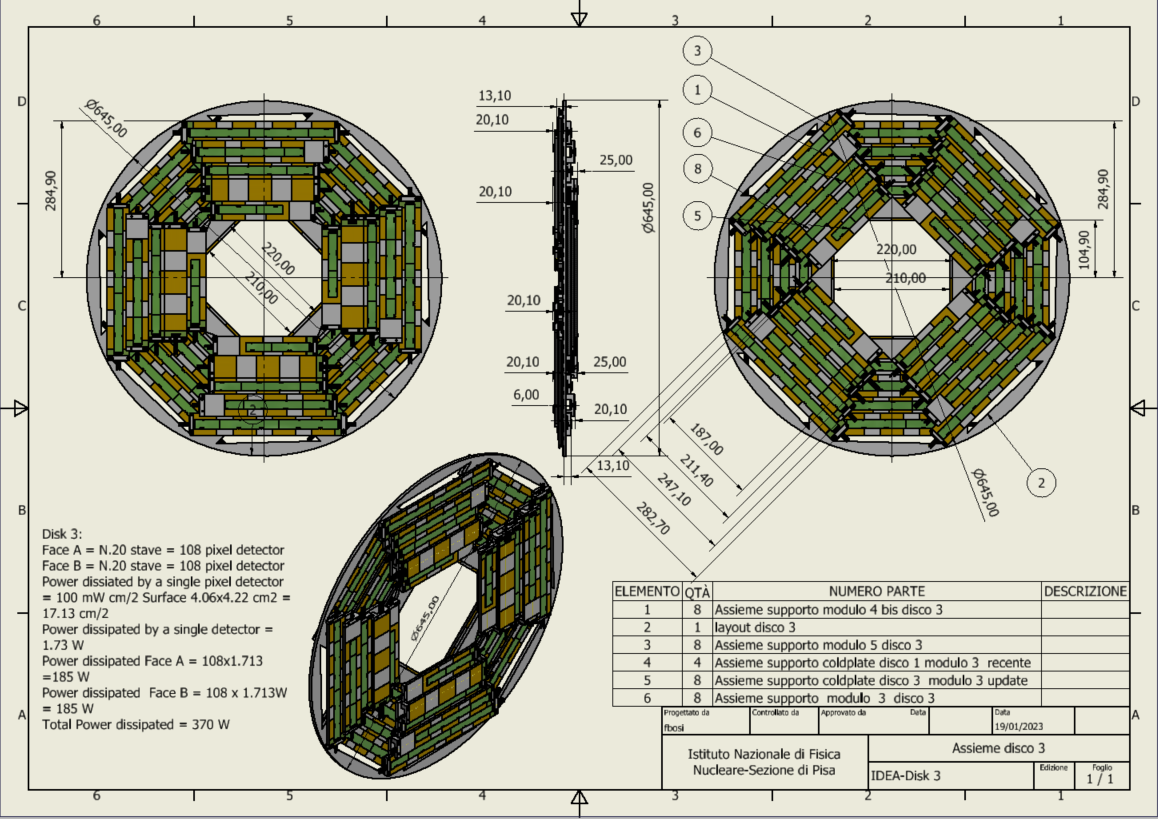 6 5 4 3 2 1
D
D
C
C
B
B
A
A
Ø645,00
284,90
220,00
210,00
2
13,10
20,10
25,00
20,10
Ø645,00
20,10
20,10
25,00
6,00
20,10
13,10
3
1
6
8
5
284,90
104,90
220,00
210,00
187,00
211,40
247,10
282,70
Ø645,00
2
Ø645,00
Disk 3:
Face A = N.20 stave = 108 pixel detector
Face B = N.20 stave = 108 pixel detector
Power dissiated by a single pixel detector
= 100 mW cm/2 Surface 4.06x4.22 cm2 =
17.13 cm/2
Power dissipated by a single detector =
1.73 W
Power dissipated Face A = 108x1.713
=185 W
Power dissipated Face B = 108 x 1.713W
= 185 W
Total Power dissipated = 370 W
ELEMENTO QTÀ NUMERO PARTE DESCRIZIONE
1 8 Assieme supporto modulo 4 bis disco 3
2 1 layout disco 3
3 8 Assieme supporto modulo 5 disco 3
4 4 Assieme supporto coldplate disco 1 modulo 3 recente
5 8 Assieme supporto coldplate disco 3 modulo 3 update
6 8 Assieme supporto modulo 3 disco 3
Progettato da Controllato da Approvato da Data Data
fbosi 19/01/2023
Istituto Nazionale di Fisica
Nucleare-Sezione di Pisa
Assieme disco 3
IDEA-Disk 3
Edizione Foglio
1 / 1
6 5 4 3 2 1